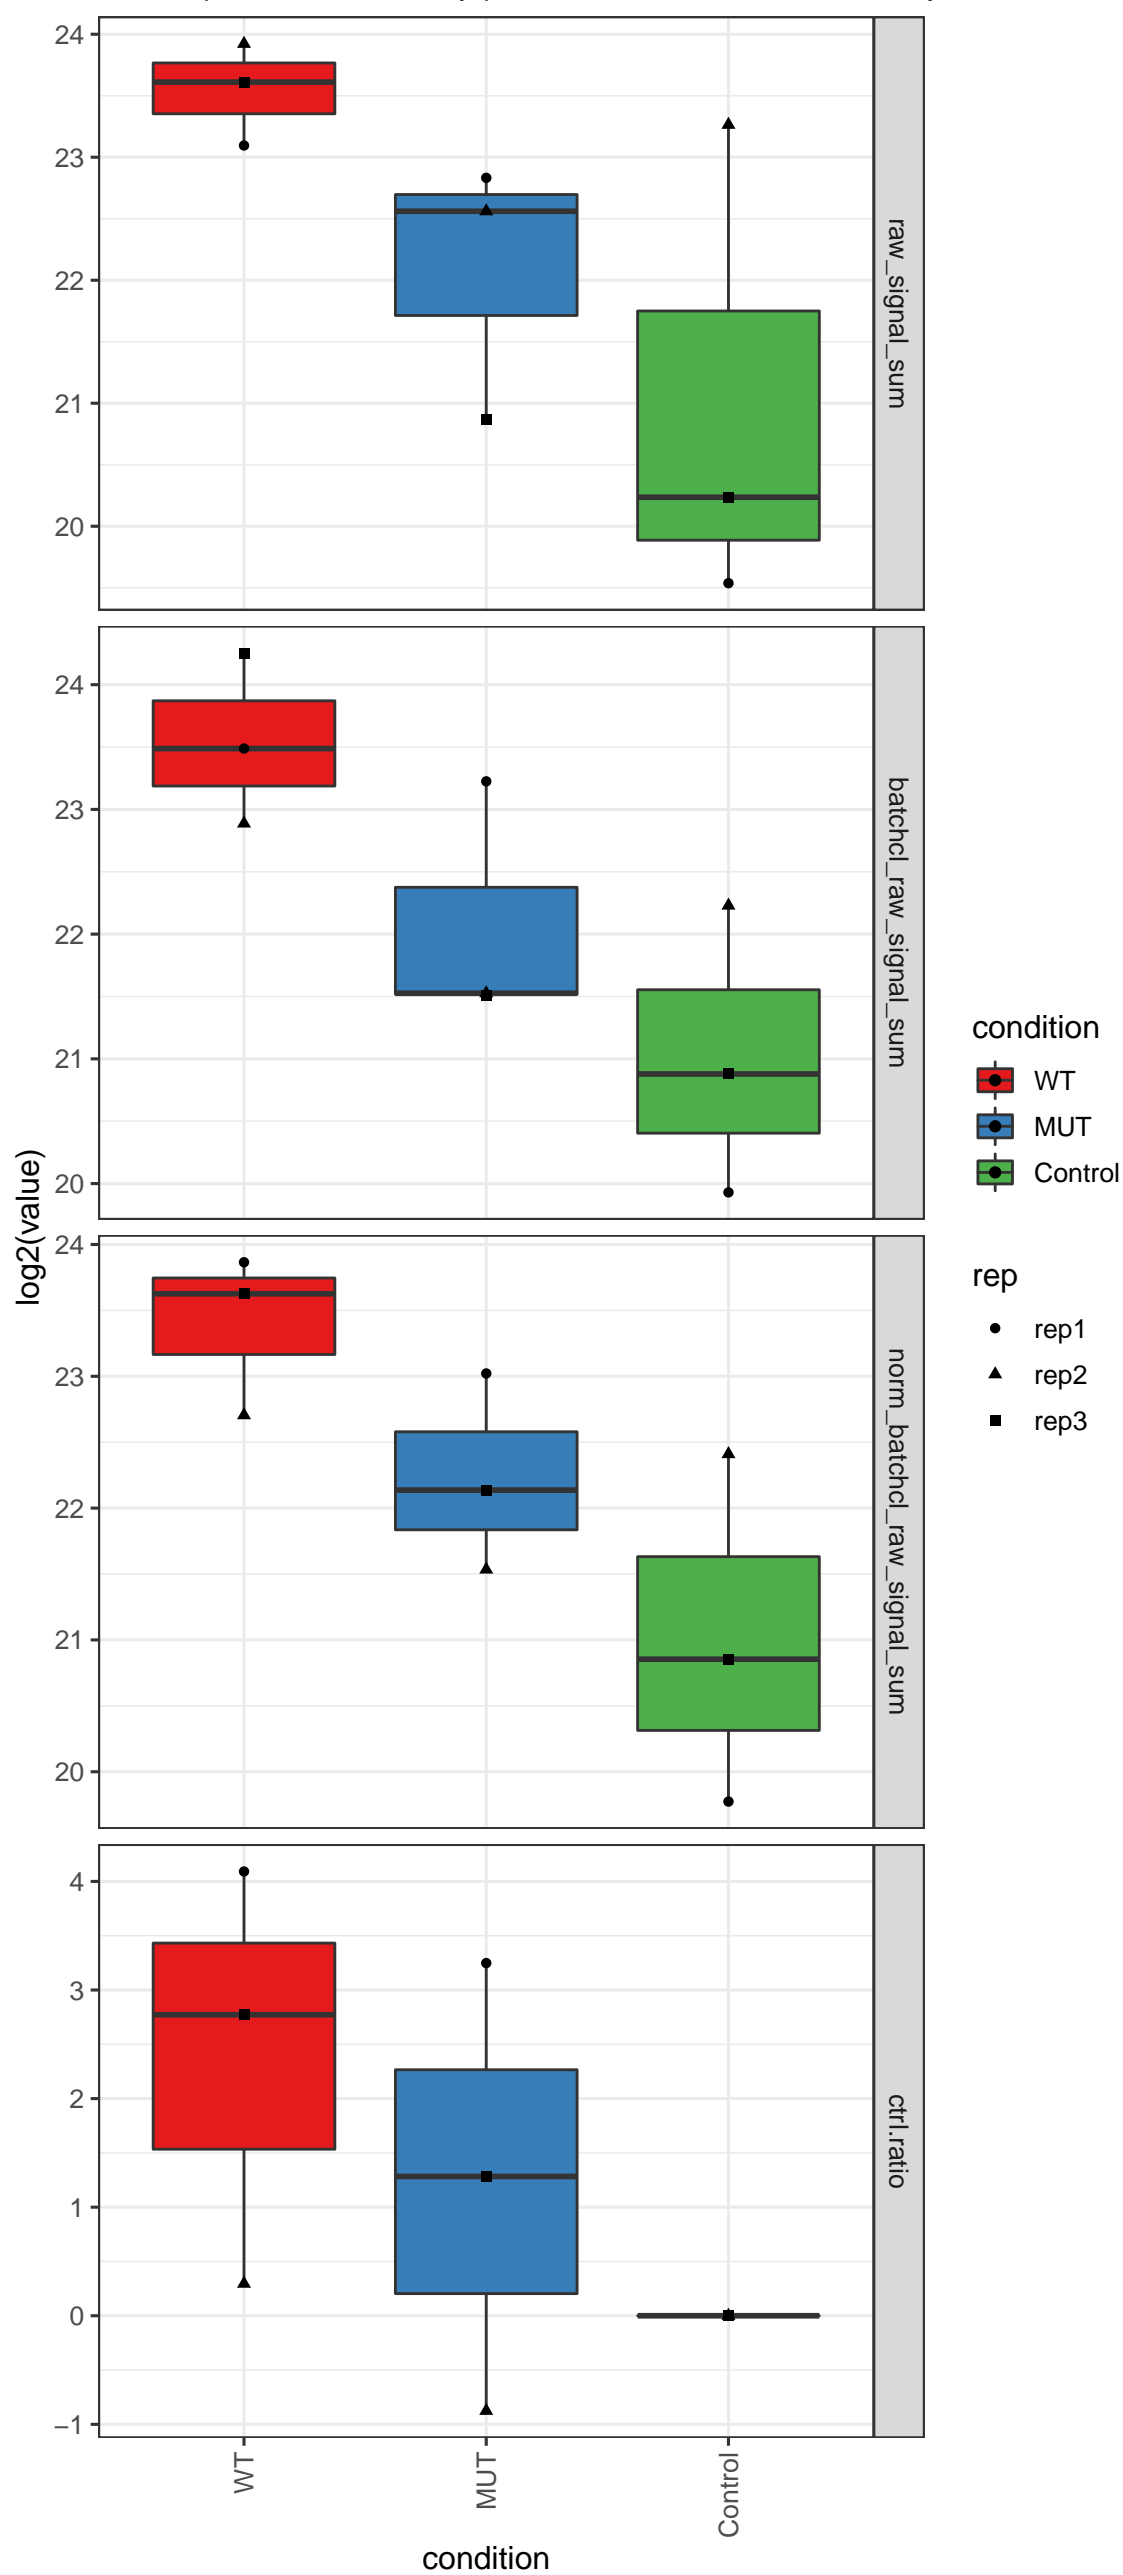 24
23
22
21
20
raw_signal_sum
24
23
22
21
20
batchcl_raw_signal_sum
24
23
22
21
20
norm_batchcl_raw_signal_sum
4
3
2
1
0
−1
ctrl.ratio
log2(value)
WT
MUT
Control
condition
condition
WT
MUT
Control
rep
rep1
rep2
rep3